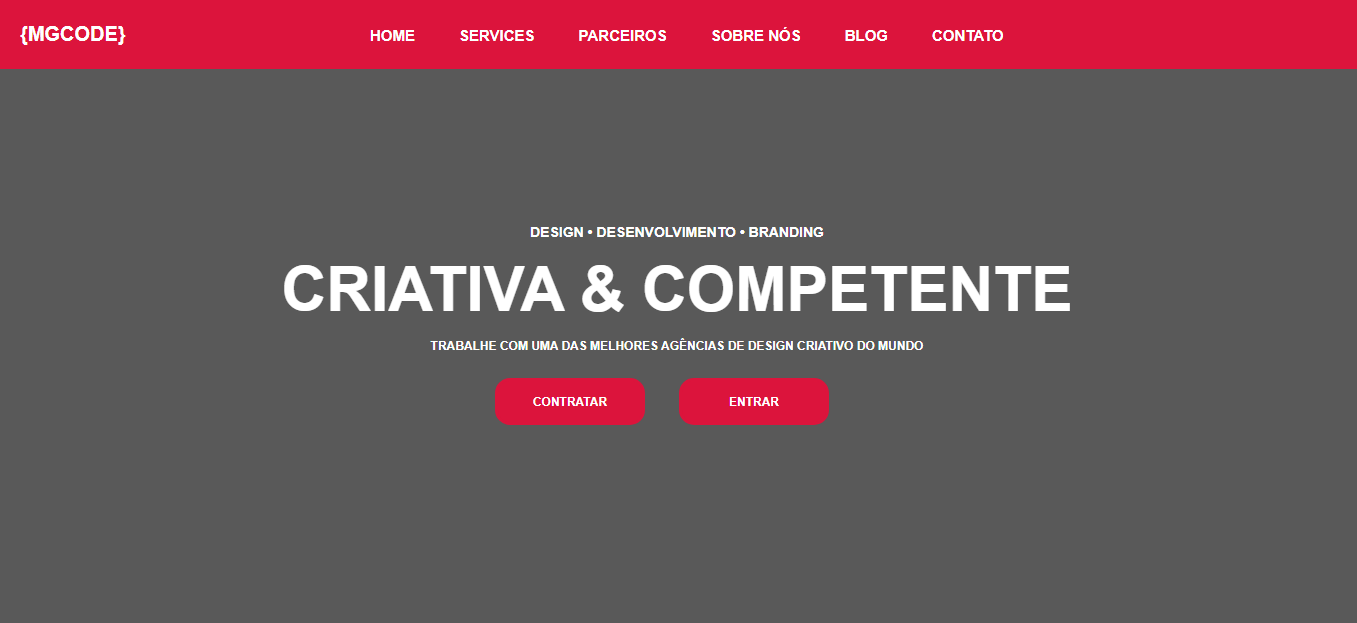 {MGCODE} HOME SERVICES PARCEIROS SOBRE NÓS BLOG CONTATO
DESIGN • DESENVOLVIMENTO • BRANDING
CRIATIVA & COMPETENTE
TRABALHE COM UMA DAS MELHORES AGÊNCIAS DE DESIGN CRIATIVO DO MUNDO
CONTRATAR ENTRAR